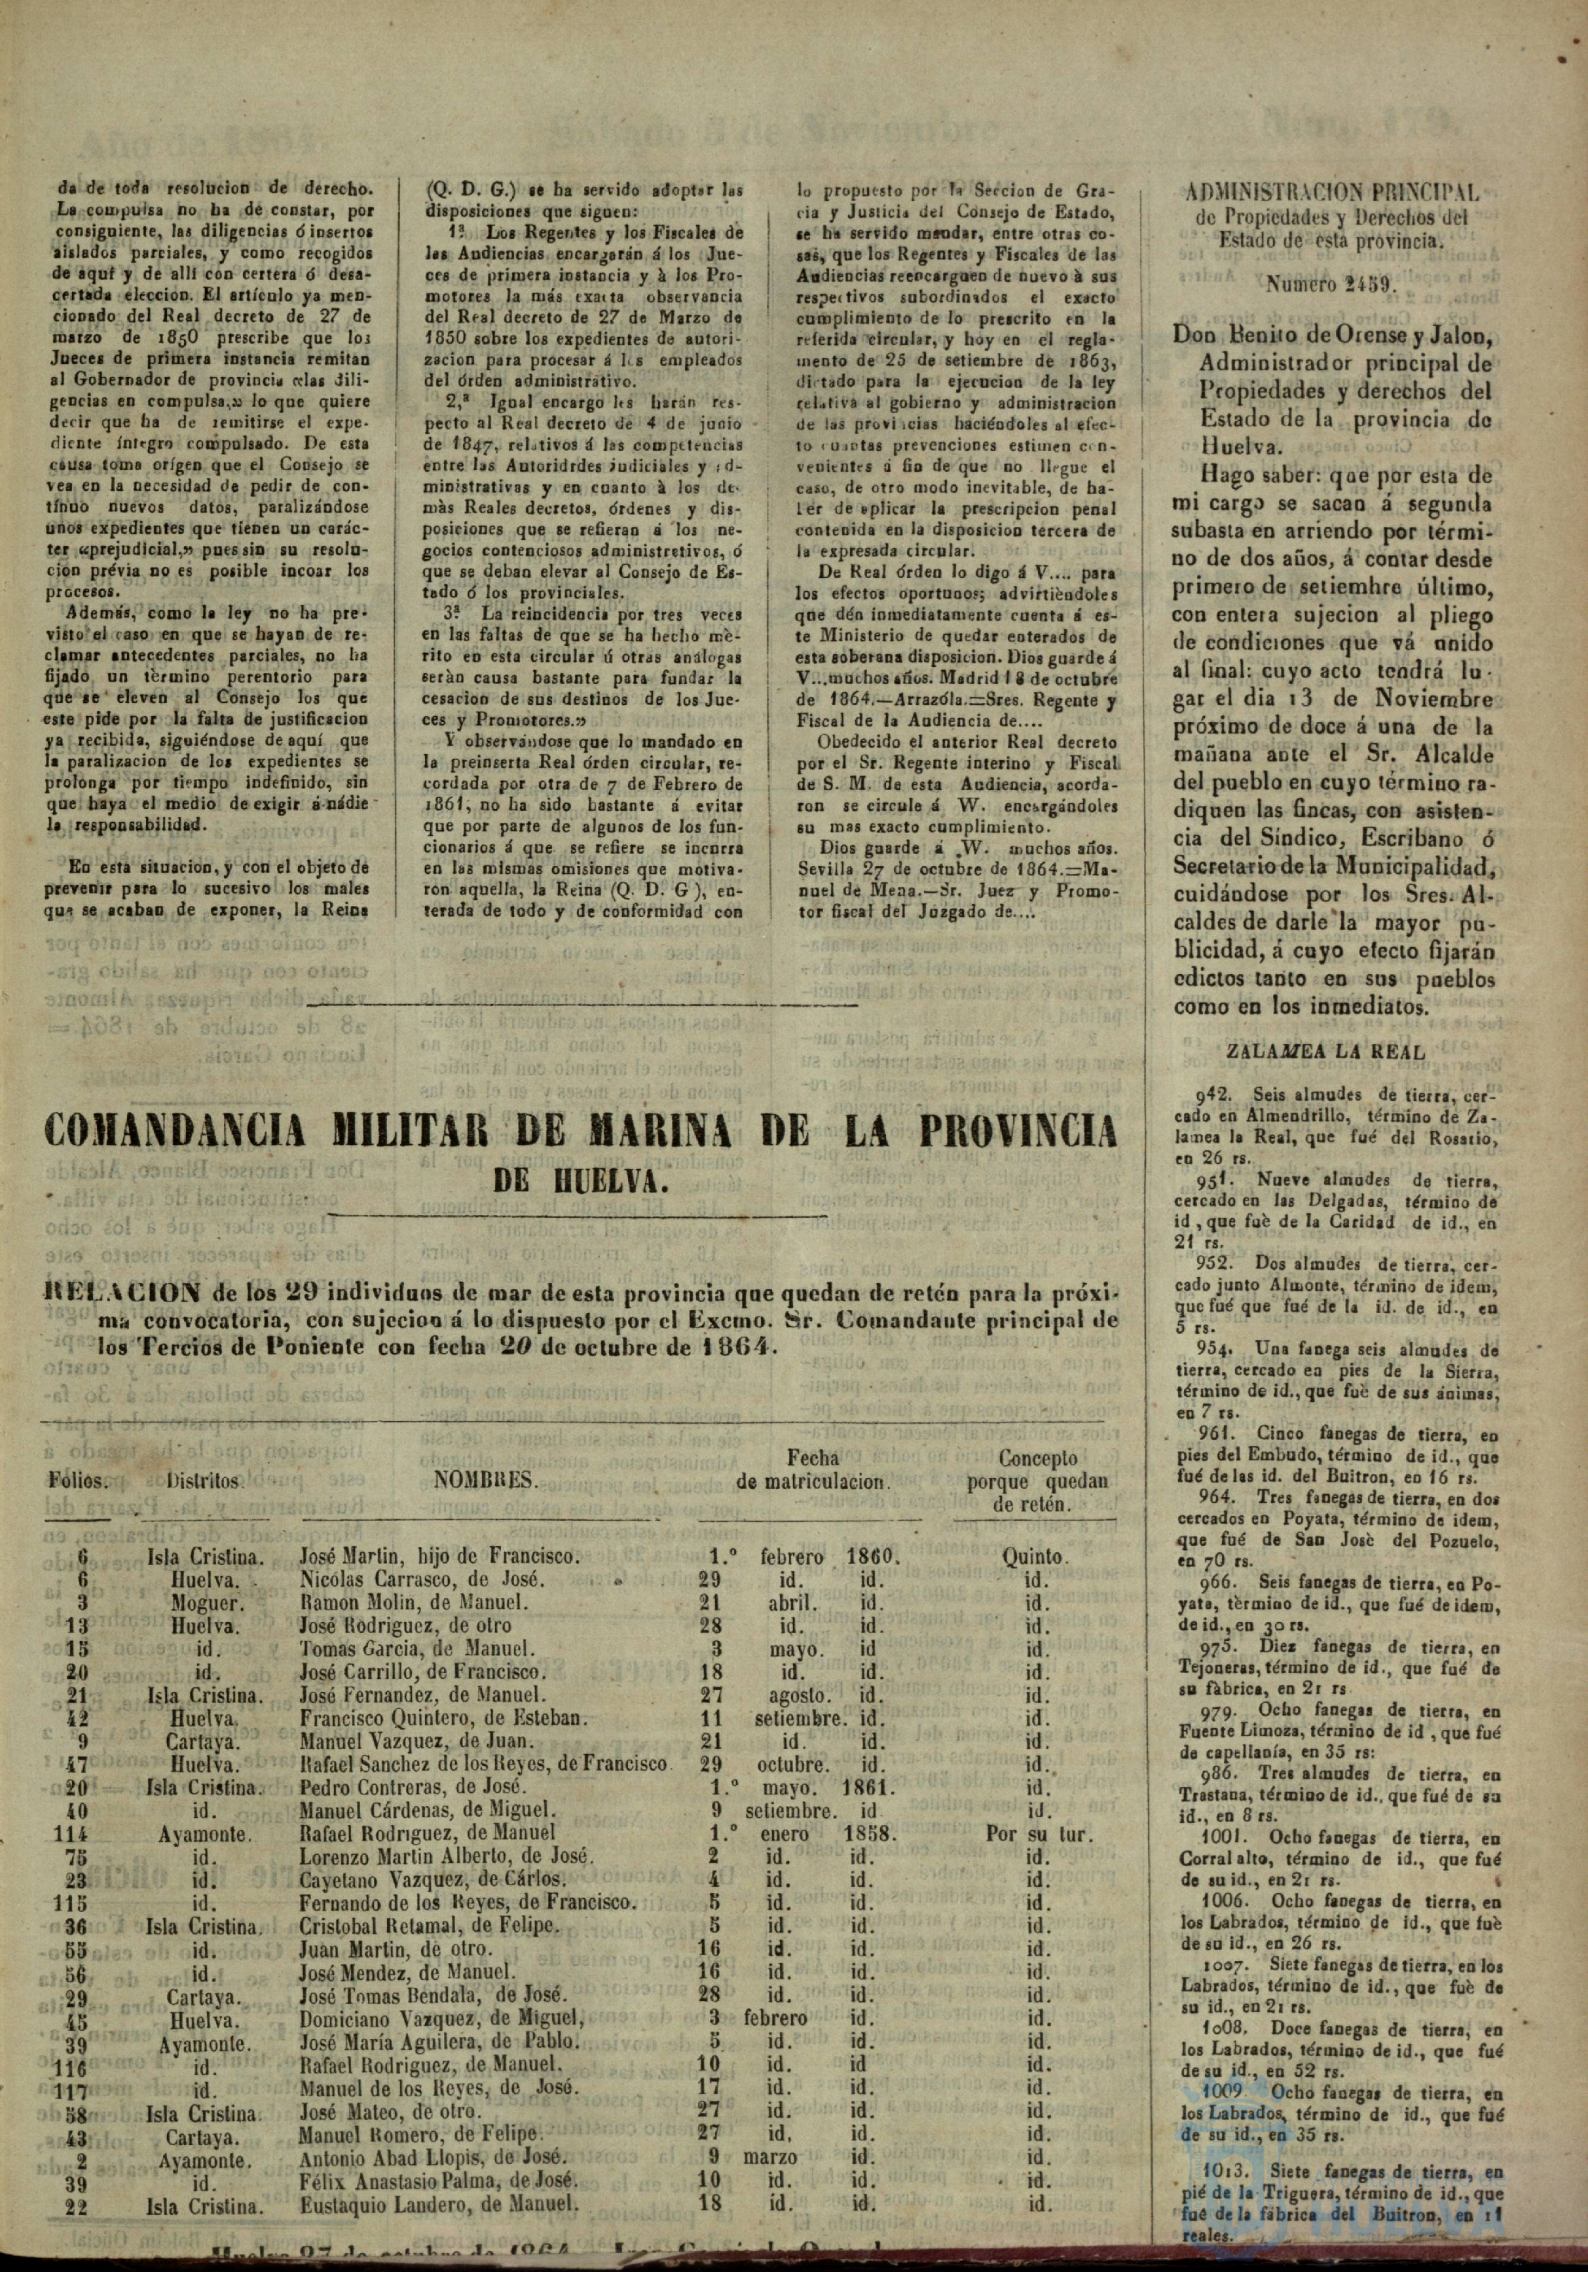 da de toda resolucion de derecho.
La compulsa no ha de constar, por
consiguiente, las diligencias ó insertos
aislados parciales, y como recogidos
de aquí y de allí con certera ó desa-
certada eleccion. El artículo ya men-
cionado del Real decreto de 27 de
marzo de 1850 prescribe que los
Jueces de primera instancia remitan
al Gobernador de provincia «las dili-
gencias en compulsa,» lo que quiere
decir que ha de remitirse el expe-
diente íntegro compulsado. De esta
causa toma orígen que el Consejo se
vea en la necesidad de pedir de con-
tínuo nuevos datos, paralizándose
unos expedientes que tienen un carác-
ter «prejudicial,» pues sin su resolu-
cion prévia no es posible incoar los
procesos.
Además, como la ley no ha pre-
visto el caso en que se hayan de re-
clamar antecedentes parciales, no ha
fijado un tèrmino perentorio para
que se eleven al Consejo los que
este pide por la falta de justificacion
ya recibida, siguiéndose de aquí que
la paralizacion de los expedientes se
prolonga por tiempo indefinido, sin
que haya el medio de exigir á nádie
la responsabilidad.
En esta situacion, y con el objeto de
prevenir para lo sucesivo los males
que se acaban de exponer, la Reina
(Q. D. G.) se ha servido adoptar las
disposiciones que siguen:
1.ª Los Regentes y los Fiscales de
las Audiencias encargarán á los Jue-
ces de primera instancia y à los Pro-
motores la más exacta observancia
del Real decreto de 27 de Marzo de
1850 sobre los expedientes de autori-
zacion para procesar á los empleados
del órden administrativo.
2,ª Igual encargo les harán res-
pecto al Real decreto de 4 de junio
de 1847, relativos á las competencias
entre las Autoridrdes judiciales y ad-
ministrativas y en cuanto à los de-
màs Reales decretos, órdenes y dis-
posiciones que se refieran á los ne-
gocios contenciosos administretivos, ó
que se deban elevar al Consejo de Es-
tado ó los provinciales.
3.ª La reincidencia por tres veces
en las faltas de que se ha hecho mè-
rito en esta circular ú otras análogas
seràn causa bastante para fundar la
cesacion de sus destinos de los Jue-
ces y Promotores.»
Y observándose que lo mandado en
la preinserta Real órden circular, re-
cordada por otra de 7 de Febrero de
1861, no ha sido bastante á evitar
que por parte de algunos de los fun-
cionarios á que se refiere se incurra
en las mismas omisiones que motiva-
ron aquella, la Reina (Q. D. G), en-
terada de todo y de conformidad con
lo propuesto por la Seccion de Gra-
cia y Justicia del Consejo de Estado,
se ha servido mandar, entre otras co-
sas, que los Regentes y Fiscales de las
Audiencias reencarguen de nuevo à sus
respectivos subordinados el exacto
cumplimiento de lo prescrito en la
referida circular, y hoy en el regla-
mento de 25 de setiembre de 1863,
dictado para la ejecucion de la ley
relativa al gobierno y administracion
de las provincias haciéndoles al efec-
to cuantas prevenciones estimen con-
venientes á fin de que no llegue el
caso, de otro modo inevitable, de ha-
ber de aplicar la prescripcion penal
contenida en la disposicion tercera de
la expresada circular.
De Real órden lo digo á V.... para
los efectos oportunos; advirtièndoles
qne dén inmediatamente cuenta á es-
te Ministerio de quedar enterados de
esta soberana disposicion. Dios guarde á
V...muchos años. Madrid 18 de octubre
de 1864.—Arrazóla.=Sres. Regente y
Fiscal de la Audiencia de....
Obedecido el anterior Real decreto
por el Sr. Regente interino y Fiscal
de S. M. de esta Audiencia, acorda-
ron se circule á W. encargándoles
su mas exacto cumplimiento.
Dios guarde á W. muchos años.
Sevilla 27 de octubre de 1864.=Ma-
nuel de Mena.—Sr. Juez y Promo-
tor fiscal del Juzgado de....
COMANDANCIA MILITAR DE MARINA DE LA PROVINCIA
DE HUELVA.
RELACION de los 29 individuos de mar de esta provincia que quedan de retén para la próxi-
ma convocatoria, con sujecion á lo dispuesto por el Excmo. Sr. Comandante principal de
los Tercios de Poniente con fecha 20 de octubre de 1864.
Folios. Distritos. NOMBRES. Fecha de matriculacion. Concepto porque quedan de retén.
6 Isla Cristina. José Martin, hijo de Francisco. 1.º febrero 1860. Quinto.
6 Huelva. Nicolas Carrasco, de José. 29 id. id. id.
3 Moguer. Ramon Molin, de Manuel. 21 abril. id. id.
13 Huelva. José Rodriguez, de otro 28 id. id. id.
15 id. Tomas Garcia, de Manuel. 3 mayo. id id.
20 id. José Carrillo, de Francisco. 18 id. id. id.
21 Isla Cristina. José Fernandez, de Manuel. 27 agosto. id. id.
42 Huelva. Francisco Quintero, de Esteban. 11 setiembre. id. id.
9 Cartaya. Manuel Vazquez, de Juan. 21 id. id. id.
47 Huelva. Rafael Sanchez de los Reyes, de Francisco. 29 octubre. id. id.
20 Isla Cristina. Pedro Contreras, de José. 1.º mayo. 1861. id.
40 id. Manuel Cárdenas, de Miguel. 9 setiembre. id id.
114 Ayamonte. Rafael Rodriguez, de Manuel 1.º enero 1858. Por su tur.
75 id. Lorenzo Martin Alberto, de José. 2 id. id. id.
23 id. Cayetano Vazquez, de Cárlos. 4 id. id. id.
115 id. Fernando de los Reyes, de Francisco. 5 id. id. id.
36 Isla Cristina. Cristobal Retamal, de Felipe. 5 id. id. id.
55 id. Juan Martin, de otro. 16 id. id. id.
56 id. José Mendez, de Manuel. 16 id. id. id.
29 Cartaya. José Tomas Bendala, de José. 28 id. id. id.
45 Huelva. Domiciano Vazquez, de Miguel, 3 febrero id. id.
39 Ayamonte. José María Aguilera, de Pablo. 5 id. id. id.
116 id. Rafael Rodriguez, de Manuel. 10 id. id id.
117 id. Manuel de los Reyes, de José. 17 id. id. id.
58 Isla Cristina. José Mateo, de otro. 27 id. id. id.
43 Cartaya. Manuel Romero, de Felipe. 27 id, id. id.
2 Ayamonte. Antonio Abad Llopis, de José. 9 marzo id. id.
39 id. Félix Anastasio Palma, de José. 10 id. id. id.
22 Isla Cristina. Eustaquio Landero, de Manuel. 18 id. id. id.
Huelva 27 de octubre de 1864.
ADMINISTRACION PRINCIPAL
de Propiedades y Derechos del
Estado de esta provincia.
Numero 2459.
Don Benito de Orense y Jalon,
Administrador principal de
Propiedades y derechos del
Estado de la provincia de
Huelva.
Hago saber: que por esta de
mi cargo se sacan á segunda
subasta en arriendo por térmi-
no de dos años, á contar desde
primero de setiembre último,
con entera sujecion al pliego
de condiciones que vá unido
al final: cuyo acto tendrá lu-
gar el dia 13 de Noviembre
próximo de doce á una de la
mañana ante el Sr. Alcalde
del pueblo en cuyo término ra-
diquen las fincas, con asisten-
cia del Síndico, Escribano ó
Secretario de la Municipalidad,
cuidándose por los Sres. Al-
caldes de darle la mayor pu-
blicidad, á cuyo efecto fijarán
edictos tanto en sus pueblos
como en los inmediatos.
ZALAMEA LA REAL
942. Seis almudes de tierra, cer-
cado en Almendrillo, término de Za-
lamea la Real, que fué del Rosario,
en 26 rs.
951. Nueve almudes de tierra,
cercado en las Delgadas, término de
id, que fuè de la Caridad de id., en
21 rs.
952. Dos almudes de tierra, cer-
cado junto Almonte, término de idem,
que fué que fué de la id. de id., en
5 rs.
954. Una fanega seis almudes de
tierra, cercado en pies de la Sierra,
término de id., que fuè de sus ánimas,
en 7 rs.
961. Cinco fanegas de tierra, en
pies del Embudo, término de id., que
fué de las id. del Buitron, en 16 rs.
964. Tres fanegas de tierra, en dos
cercados en Poyata, término de idem,
que fué de San Josè del Pozuelo,
en 70 rs.
966. Seis fanegas de tierra, en Po-
yata, tèrmino de id., que fué de idem,
de id., en 30 rs.
975. Diez fanegas de tierra, en
Tejoneras, término de id., que fué de
su fàbrica, en 21 rs
979. Ocho fanegas de tierra, en
Fuente Limoza, término de id, que fué
de capellanía, en 35 rs:
986. Tres almudes de tierra, en
Trastana, término de id., que fué de su
id., en 8 rs.
1001. Ocho fanegas de tierra, en
Corral alto, término de id., que fué
de su id., en 21 rs.
1006. Ocho fanegas de tierra, en
los Labrados, término de id., que fuè
de su id., en 26 rs.
1007. Siete fanegas de tierra, en los
Labrados, término de id., que fuè de
su id., en 21 rs.
1008. Doce fanegas de tierra, en
los Labrados, término de id., que fué
de su id., en 52 rs.
1009. Ocho fanegas de tierra, en
los Labrados, término de id., que fué
de su id., en 35 rs.
1013. Siete fanegas de tierra, en
pié de la Triguera, término de id., que
fué de la fábrica del Buitron, en 11
reales.